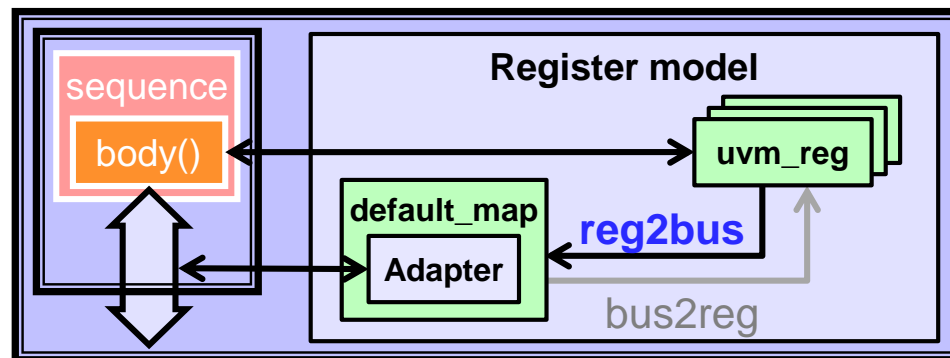 Register model
sequence
body()
uvm_reg
default_map
reg2bus
Adapter
bus2reg